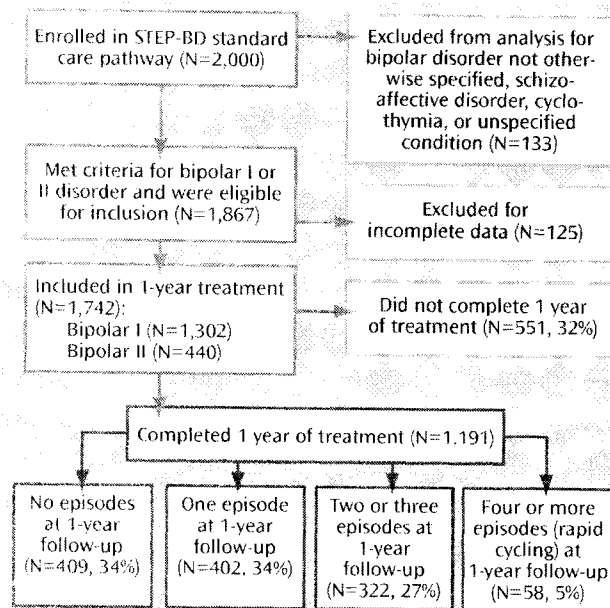 Enrolled in STEP-BD standard
care pathway (N=2,000)
Excluded from analysis for
bipolar disorder not other-
wise specified, schizo-
affective disorder, cyclo-
thymia, or unspecified
condition (N=133)
Met criteria for bipolar I or
II disorder and were eligible
for inclusion (N=1,867)
Excluded for
incomplete data (N=125)
Included in 1-year treatment
(N=1,742):
Bipolar I (N=1,302)
Bipolar II (N=440)
Did not complete 1 year
of treatment (N=551, 32%)
Completed 1 year of treatment (N=1,191)
No episodes
at 1-year
follow-up
(N=409, 34%)
One episode
at 1-year
follow-up
(N=402, 34%)
Two or three
episodes at
1-year
follow-up
(N=322, 27%)
Four or more
episodes (rapid
cycling) at
1-year follow-up
(N=58, 5%)